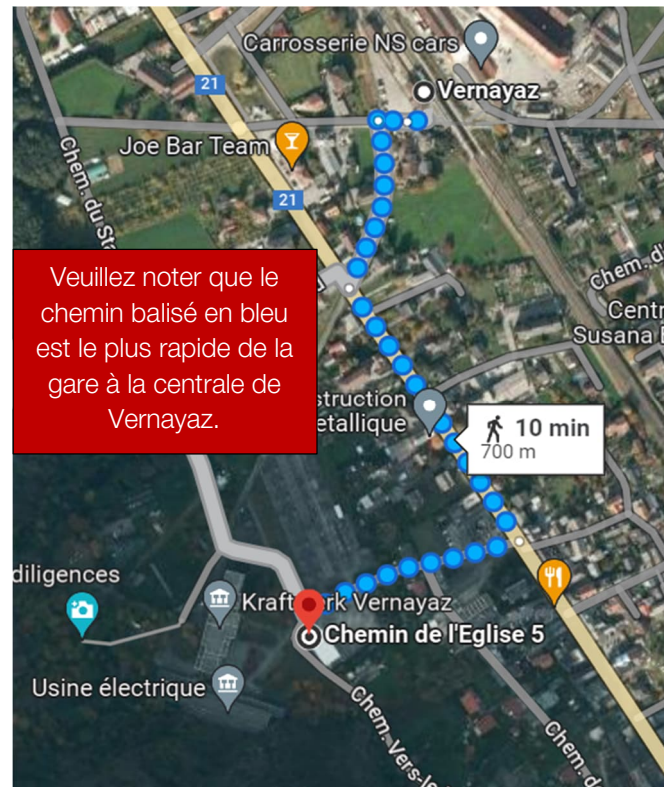 Carrosserie NS cars
Vernayaz
21
Joe Bar Team
21
Chem. du
Veuillez noter que le
chemin balisé en bleu
est le plus rapide de la
gare à la centrale de
Vernayaz.
Chem. d
Centr
Susana
struction
etallique
10 min
700 m
diligences
Kraft rk Vernayaz
Chemin de l'Eglise 5
Usine électrique
Chem. Vers-l
Chem. d